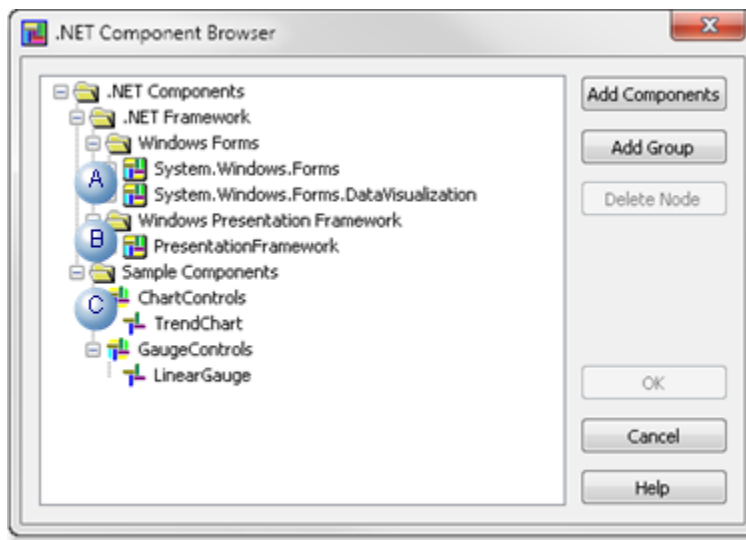 .NET Component Browser
.NET Components
.NET Framework
Windows Forms
A
System.Windows.Forms
System.Windows.Forms.DataVisualization
Windows Presentation Framework
B
PresentationFramework
Sample Components
C
ChartControls
TrendChart
GaugeControls
LinearGauge
Add Components
Add Group
Delete Node
OK
Cancel
Help